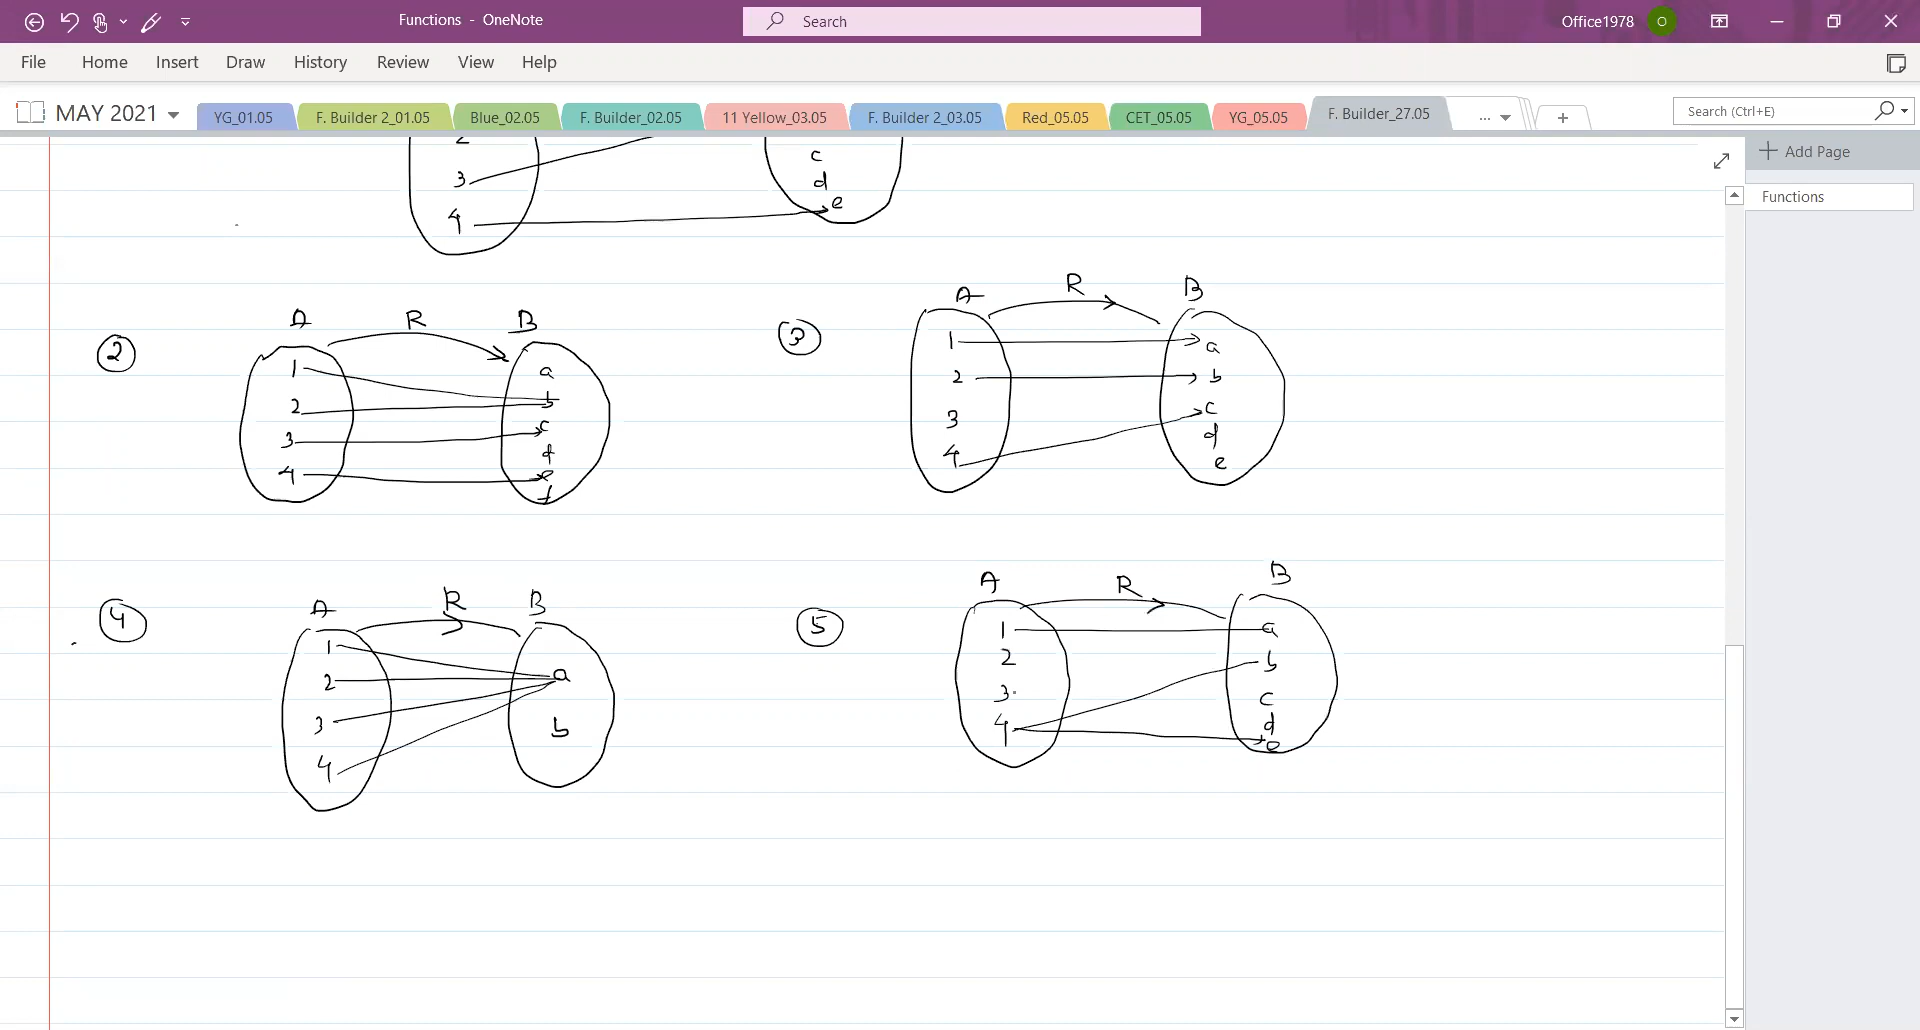 Functions - OneNote
Search
Office1978
O
File Home Insert Draw History Review View Help
MAY 2021
YG_01.05
F. Builder 2_01.05
Blue_02.05
F. Builder_02.05
11 Yellow_03.05
F. Builder 2_03.05
Red_05.05
CET_05.05
YG_05.05
F. Builder_27.05
...
+
Search (Ctrl+E)
Add Page
Functions
2
3
4
c
d
e
2
A R B
1
2
3
4
a
b
c
d
e
f
3
A R B
1
2
3
4
a
b
c
d
e
4
A R B
1
2
3
4
a
b
5
A R B
1
2
3
4
a
b
c
d
e